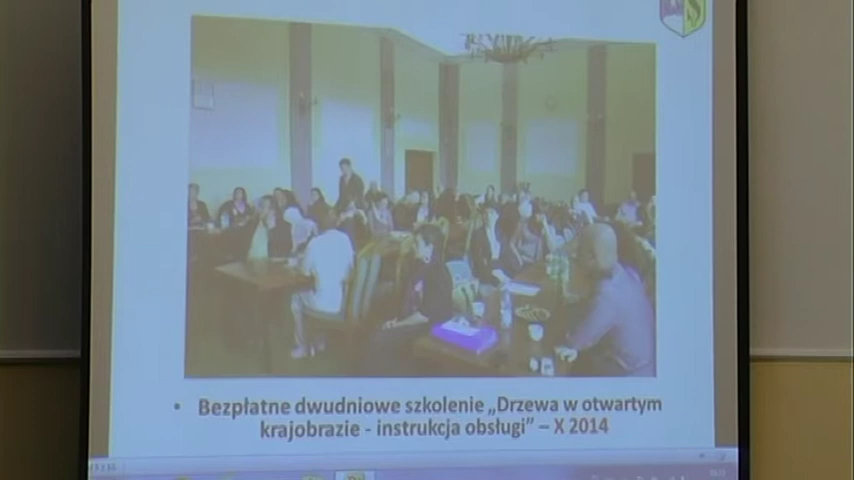 • Bezpłatne dwudniowe szkolenie „Drzewa w otwartym
krajobrazie - instrukcja obsługi” – X 2014